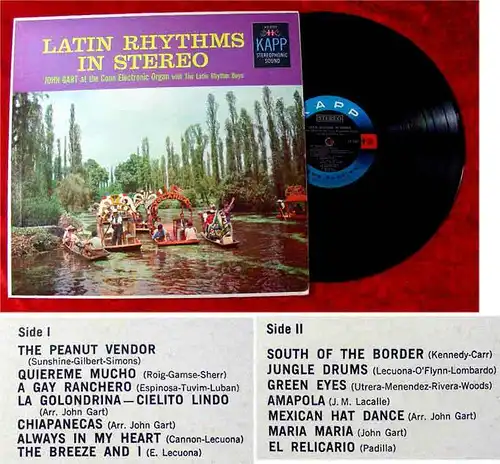 LATIN RHYTHMS
IN STEREO
JOHN GART at the Conn Electronic Organ with The Latin Rhythm Boys
KAPP
STEREOPHONIC
SOUND
KAPP
STEREO
Side I
THE PEANUT VENDOR
(Sunshine-Gilbert-Simons)
QUIEREME MUCHO (Roig-Gamse-Sherr)
A GAY RANCHERO (Espinosa-Tuvim-Luban)
LA GOLONDRINA—CIELITO LINDO
(Arr. John Gart)
CHIAPANECAS (Arr. John Gart)
ALWAYS IN MY HEART (Cannon-Lecuona)
THE BREEZE AND I (E. Lecuona)
Side II
SOUTH OF THE BORDER (Kennedy-Carr)
JUNGLE DRUMS (Lecuona-O'Flynn-Lombardo)
GREEN EYES (Utrera-Menendez-Rivera-Woods)
AMAPOLA (J. M. Lacalle)
MEXICAN HAT DANCE (Arr. John Gart)
MARIA MARIA (John Gart)
EL RELICARIO (Padilla)